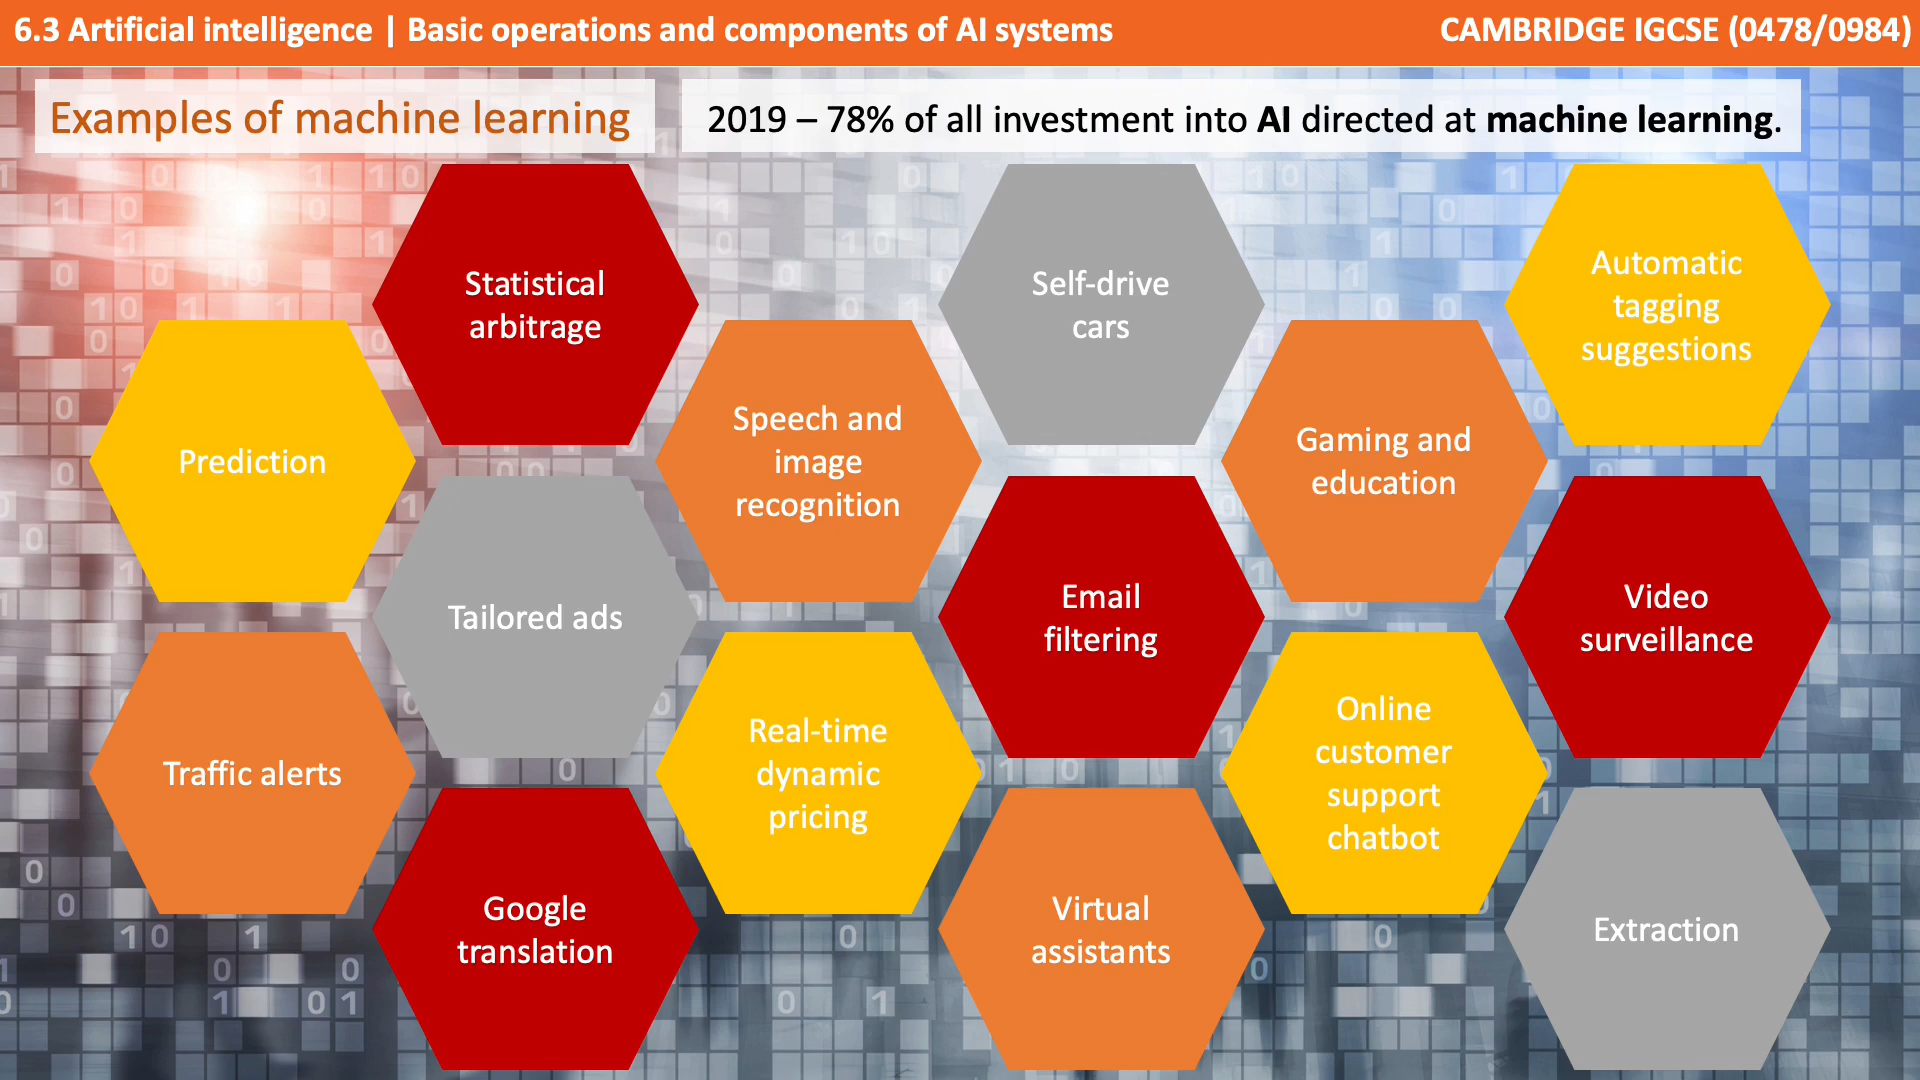 6.3 Artificial intelligence | Basic operations and components of AI systems
CAMBRIDGE IGCSE (0478/0984)
Examples of machine learning
2019 – 78% of all investment into AI directed at machine learning.
Statistical
arbitrage
Self-drive
cars
Automatic
tagging
suggestions
Prediction
Speech and
image
recognition
Gaming and
education
Tailored ads
Email
filtering
Video
surveillance
Traffic alerts
Real-time
dynamic
pricing
Online
customer
support
chatbot
Google
translation
Virtual
assistants
Extraction